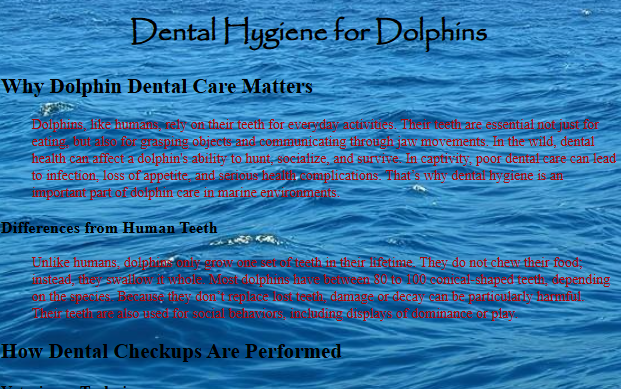 Dental Hygiene for Dolphins
Why Dolphin Dental Care Matters
Dolphins, like humans, rely on their teeth for everyday activities. Their teeth are essential not just for
eating, but also for grasping objects and communicating through jaw movements. In the wild, dental
health can affect a dolphin's ability to hunt, socialize, and survive. In captivity, poor dental care can lead
to infection, loss of appetite, and serious health complications. That's why dental hygiene is an
important part of dolphin care in marine environments.
Differences from Human Teeth
Unlike humans, dolphins only grow one set of teeth in their lifetime. They do not chew their food;
instead, they swallow it whole. Most dolphins have between 80 to 100 conical-shaped teeth, depending
on the species. Because they don't replace lost teeth, damage or decay can be particularly harmful.
Their teeth are also used for social behaviors, including displays of dominance or play.
How Dental Checkups Are Performed